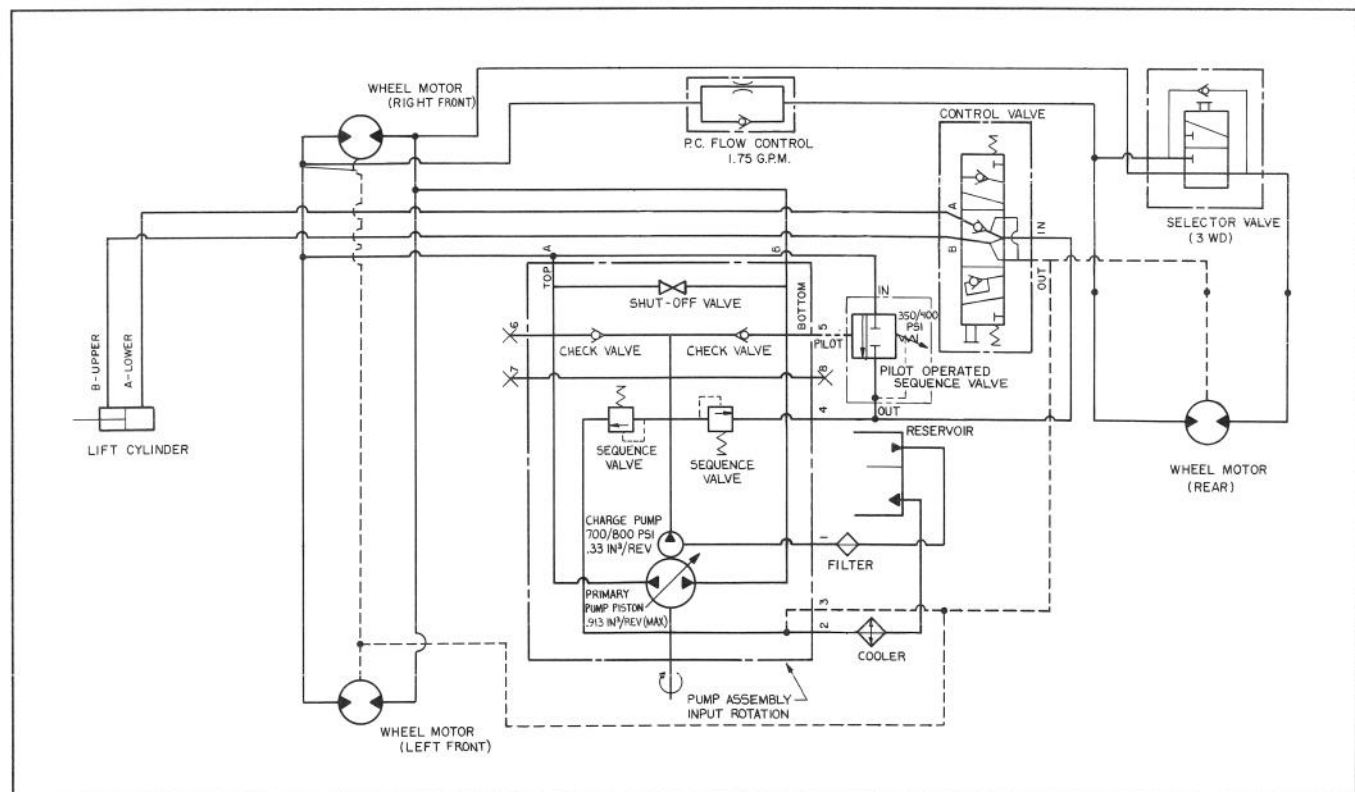 WHEEL MOTOR
(RIGHT FRONT)
P.C. FLOW CONTROL
1.75 G.P.M.
CONTROL VALVE
SELECTOR VALVE
(3 WD)
A
B
IN
OUT
A
TOP
B
BOTTOM
SHUT-OFF VALVE
6
CHECK VALVE
CHECK VALVE
5
PILOT
IN
350/400
PSI
PILOT OPERATED
SEQUENCE VALVE
OUT
7
8
4
SEQUENCE
VALVE
SEQUENCE
VALVE
RESERVOIR
B-UPPER
A-LOWER
LIFT CYLINDER
WHEEL MOTOR
(REAR)
CHARGE PUMP
700/800 PSI
.33 IN³/REV
1
FILTER
PRIMARY
PUMP PISTON
.913 IN³/REV (MAX)
3
2
COOLER
PUMP ASSEMBLY
INPUT ROTATION
WHEEL MOTOR
(LEFT FRONT)